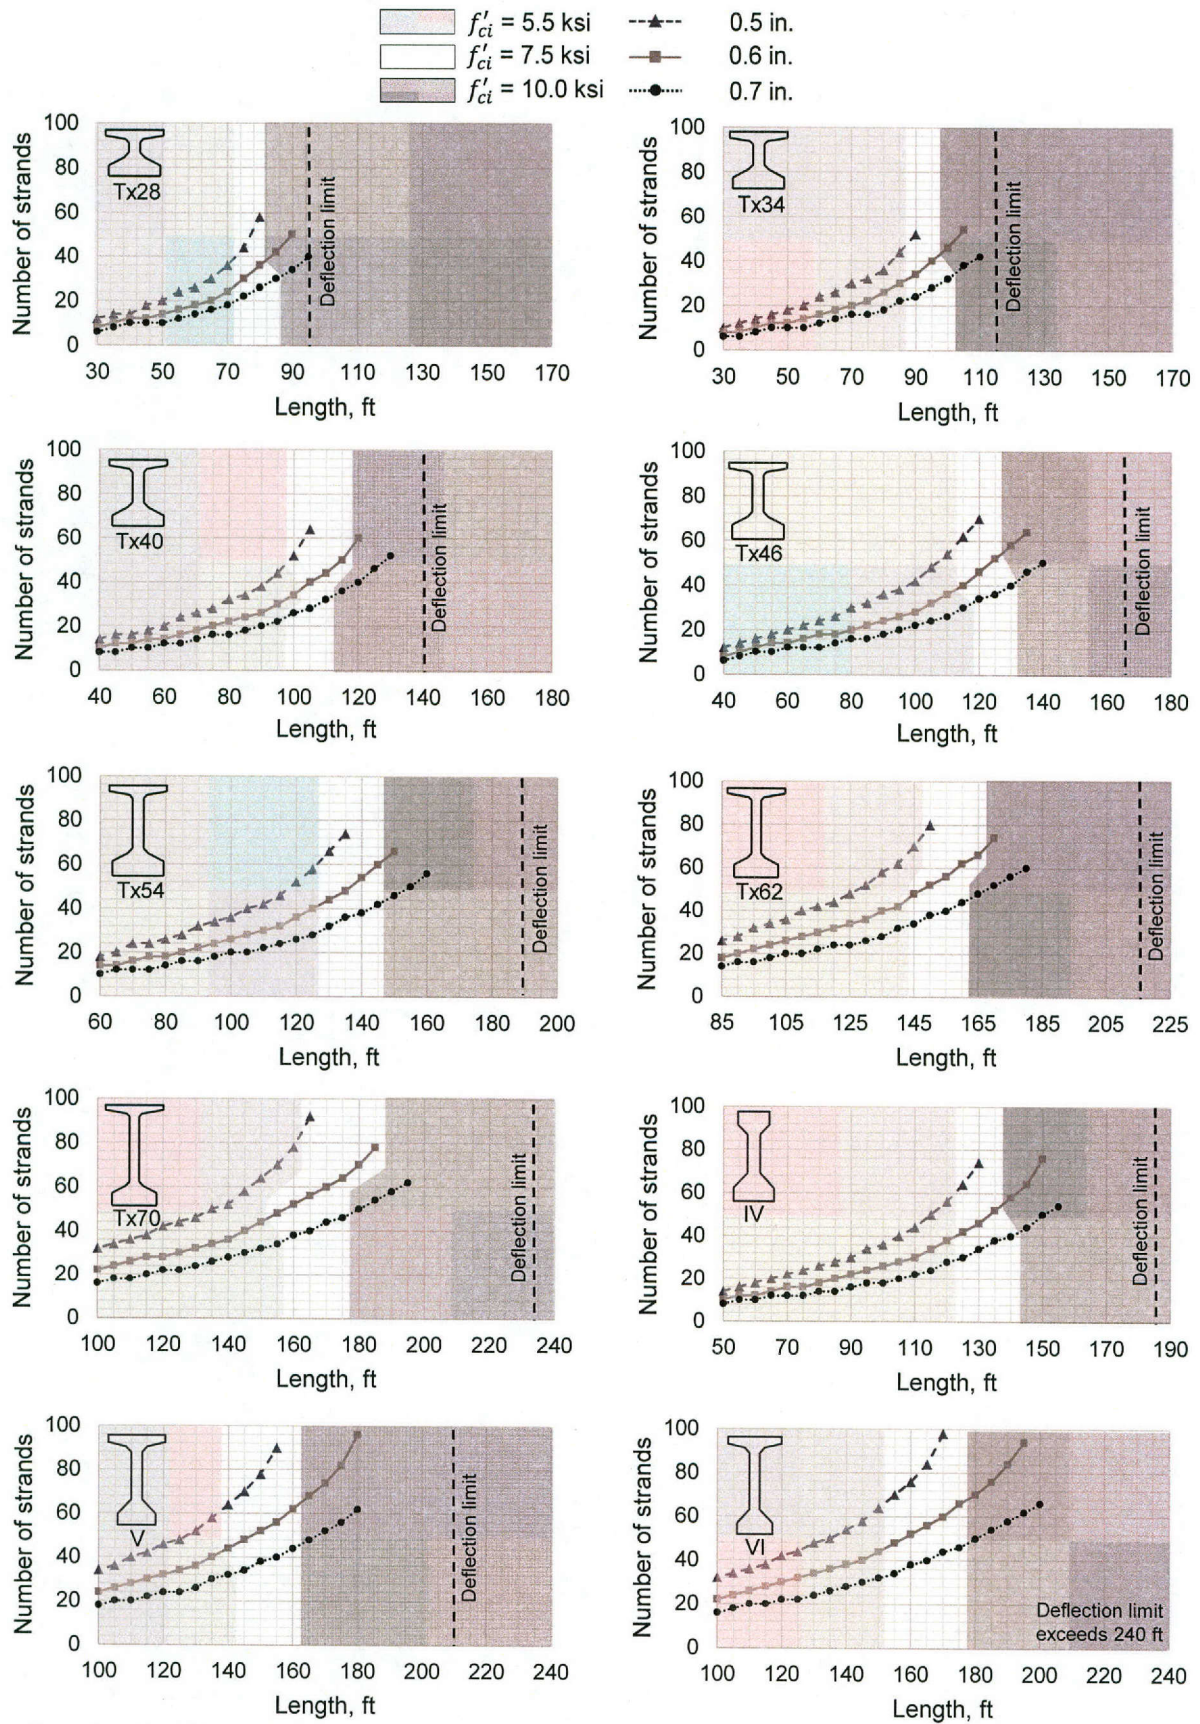 f'ci = 5.5 ksi 0.5 in.
f'ci = 7.5 ksi 0.6 in.
f'ci = 10.0 ksi 0.7 in.
Number of strands
100
80
60
40
20
0
Tx28
Deflection limit
30 50 70 90 110 130 150 170
Length, ft
Number of strands
100
80
60
40
20
0
Tx34
Deflection limit
30 50 70 90 110 130 150 170
Length, ft
Number of strands
100
80
60
40
20
0
Tx40
Deflection limit
40 60 80 100 120 140 160 180
Length, ft
Number of strands
100
80
60
40
20
0
Tx46
Deflection limit
40 60 80 100 120 140 160 180
Length, ft
Number of strands
100
80
60
40
20
0
Tx54
Deflection limit
60 80 100 120 140 160 180 200
Length, ft
Number of strands
100
80
60
40
20
0
Tx62
Deflection limit
85 105 125 145 165 185 205 225
Length, ft
Number of strands
100
80
60
40
20
0
Tx70
Deflection limit
100 120 140 160 180 200 220 240
Length, ft
Number of strands
100
80
60
40
20
0
IV
Deflection limit
50 70 90 110 130 150 170 190
Length, ft
Number of strands
100
80
60
40
20
0
V
Deflection limit
100 120 140 160 180 200 220 240
Length, ft
Number of strands
100
80
60
40
20
0
VI
Deflection limit
exceeds 240 ft
100 120 140 160 180 200 220 240
Length, ft